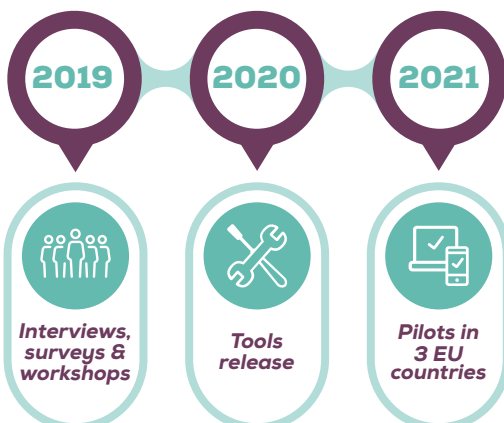 2019
2020
2021
Interviews,
surveys &
workshops
Tools
release
Pilots in
3 EU
countries